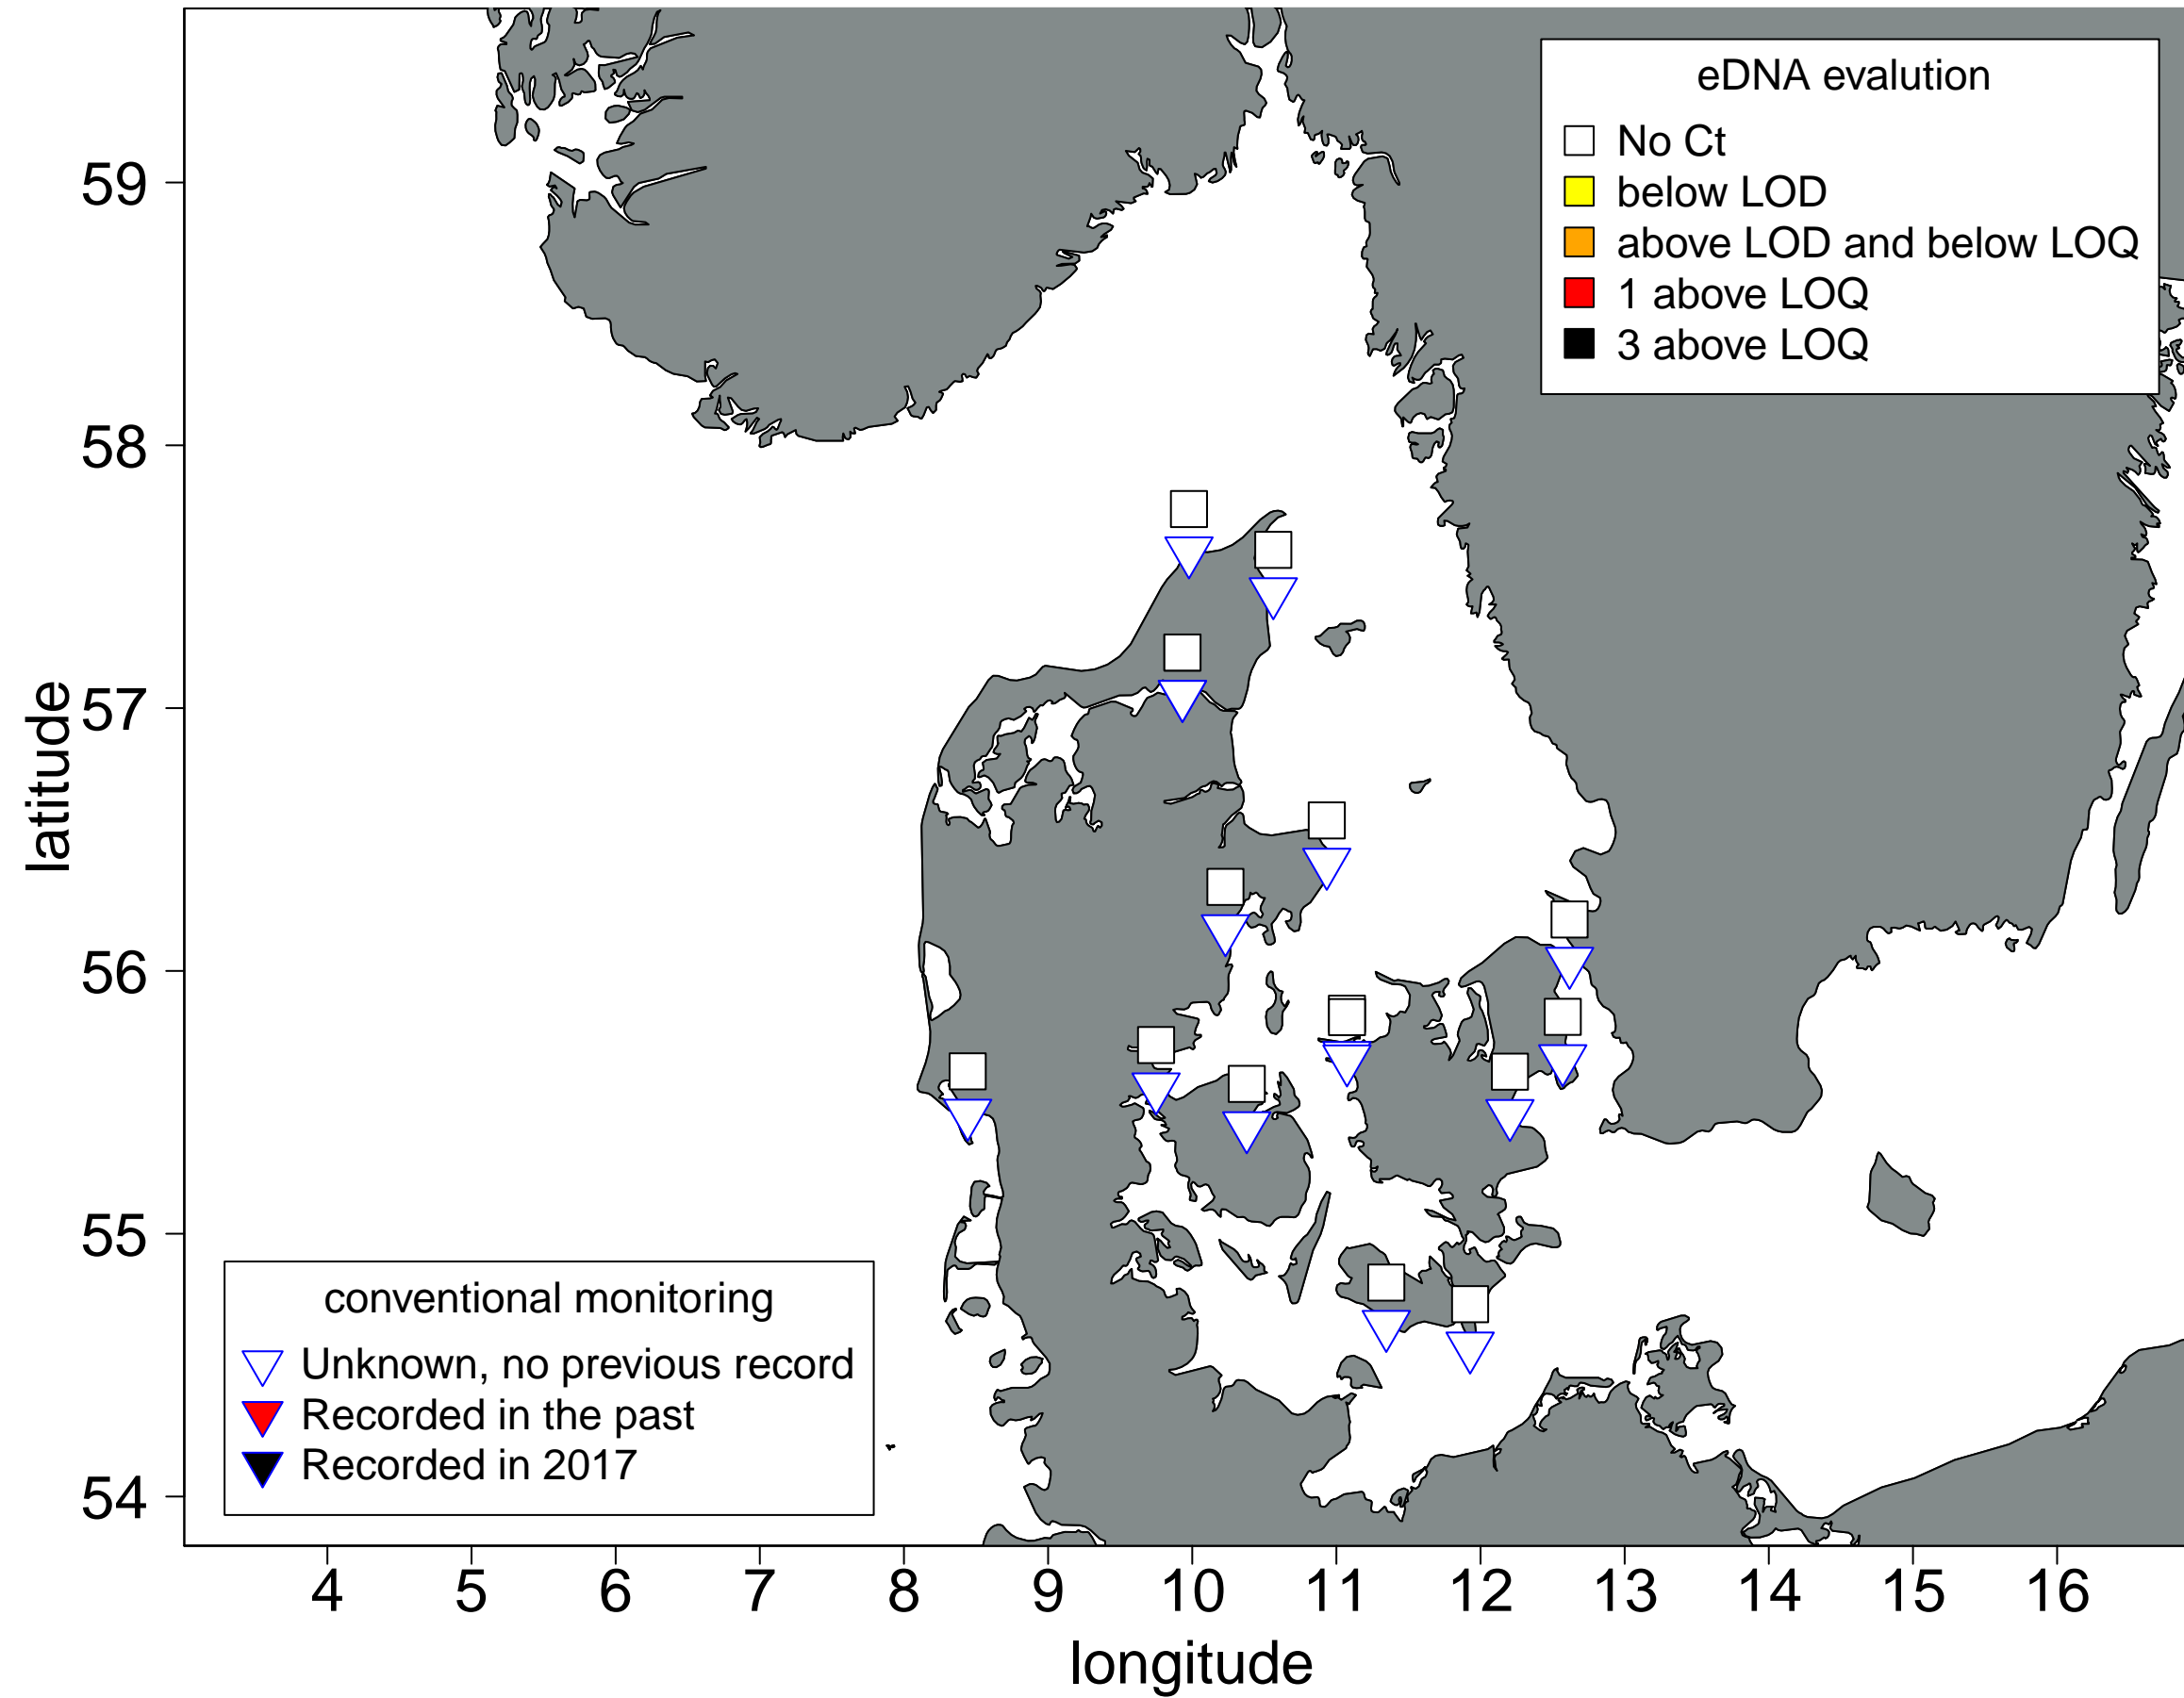 eDNA evalution
No Ct
below LOD
above LOD and below LOQ
1 above LOQ
3 above LOQ
59
58
57
56
55
54
latitude
conventional monitoring
Unknown, no previous record
Recorded in the past
Recorded in 2017
4 5 6 7 8 9 10 11 12 13 14 15 16
longitude